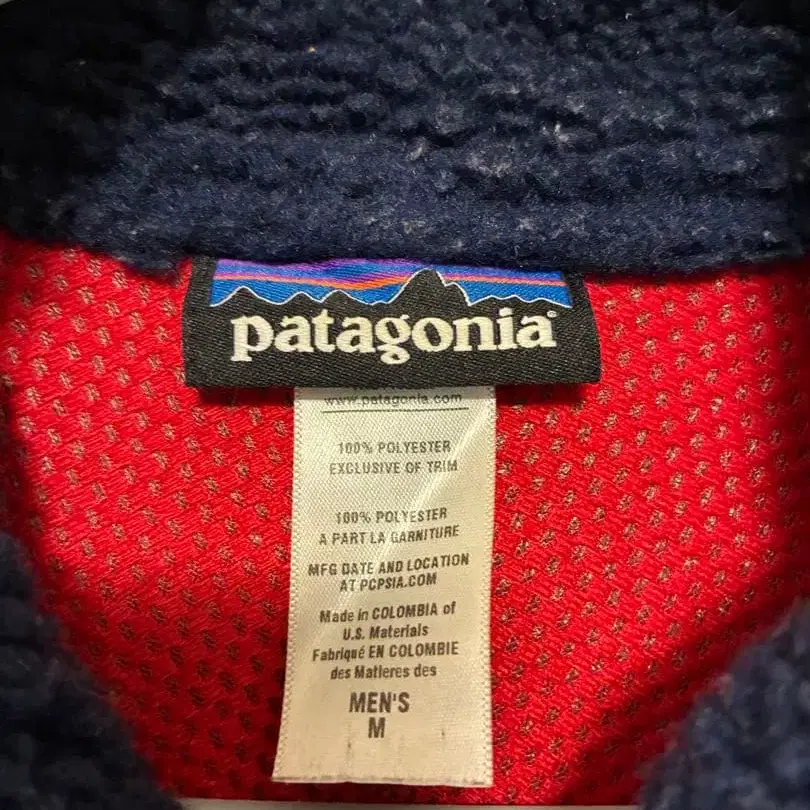 patagonia®
www.patagonia.com
100% POLYESTER
EXCLUSIVE OF TRIM
100% POLYESTER
A PART LA GARNITURE
MFG DATE AND LOCATION
AT PCPSIA.COM
Made in COLOMBIA of
U.S. Materials
Fabriqué EN COLOMBIE
des Matieres des
MEN'S
M